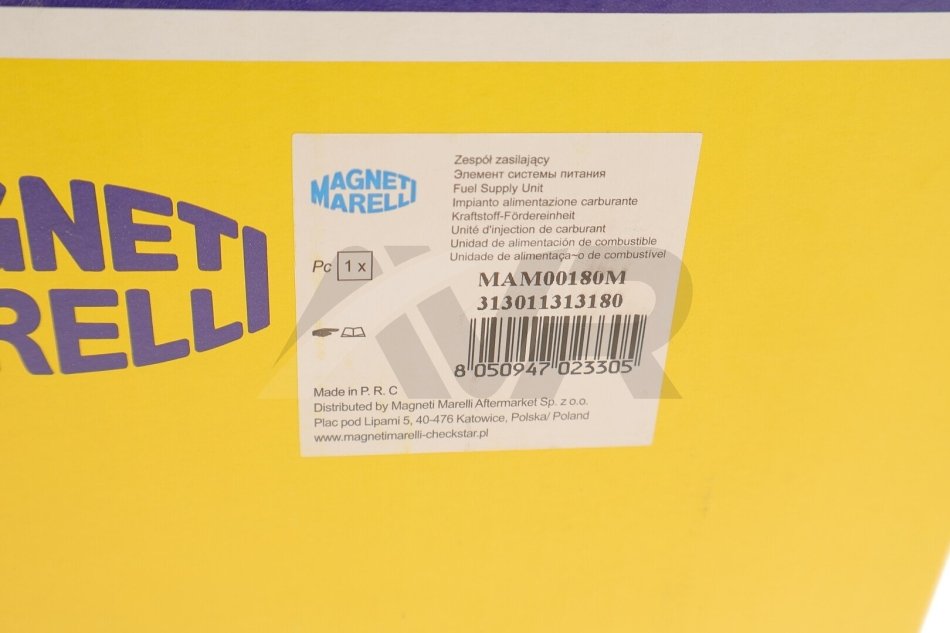 MAGNETI
MARELLI
Zespół zasilający
Элемент системы питания
Fuel Supply Unit
Impianto alimentazione carburante
Kraftstoff-Fördereinheit
Unité d'injection de carburant
Unidad de alimentación de combustible
Unidade de alimentaça~o de combustível
MAM00180M
313011313180
Pc 1 x
8 050947 023305
Made in P. R. C
Distributed by Magneti Marelli Aftermarket Sp. z o.o.
Plac pod Lipami 5, 40-476 Katowice, Polska/ Poland
www.magnetimarelli-checkstar.pl
GNETI
RELLI